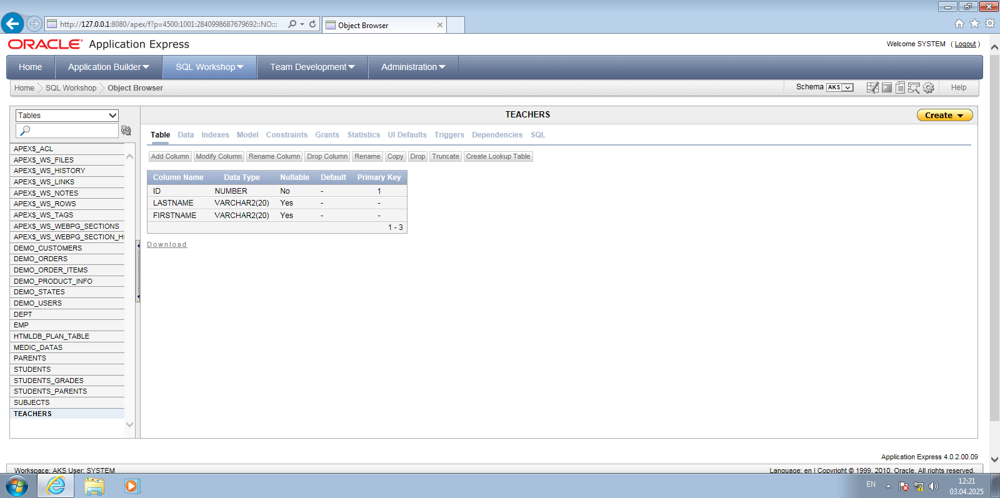 http://127.0.0.1:8080/apex/f?p=4500:1001:2840998687679692::NO:::
Object Browser
ORACLE Application Express
Welcome SYSTEM ( Logout )
Home
Application Builder
SQL Workshop
Team Development
Administration
Home
SQL Workshop
Object Browser
Schema AKS
Help
Tables
TEACHERS
Create
Table Data Indexes Model Constraints Grants Statistics UI Defaults Triggers Dependencies SQL
Add Column Modify Column Rename Column Drop Column Rename Copy Drop Truncate Create Lookup Table
Column Name Data Type Nullable Default Primary Key
ID NUMBER No - 1
LASTNAME VARCHAR2(20) Yes - -
FIRSTNAME VARCHAR2(20) Yes - -
1 - 3
Download
APEX$_ACL
APEX$_WS_FILES
APEX$_WS_HISTORY
APEX$_WS_LINKS
APEX$_WS_NOTES
APEX$_WS_ROWS
APEX$_WS_TAGS
APEX$_WS_WEBPG_SECTIONS
APEX$_WS_WEBPG_SECTION_HI
DEMO_CUSTOMERS
DEMO_ORDERS
DEMO_ORDER_ITEMS
DEMO_PRODUCT_INFO
DEMO_STATES
DEMO_USERS
DEPT
EMP
HTMLDB_PLAN_TABLE
MEDIC_DATAS
PARENTS
STUDENTS
STUDENTS_GRADES
STUDENTS_PARENTS
SUBJECTS
TEACHERS
Application Express 4.0.2.00.09
Workspace: AKS User: SYSTEM
Language: en | Copyright © 1999, 2010, Oracle. All rights reserved.
EN
12:21
03.04.2025